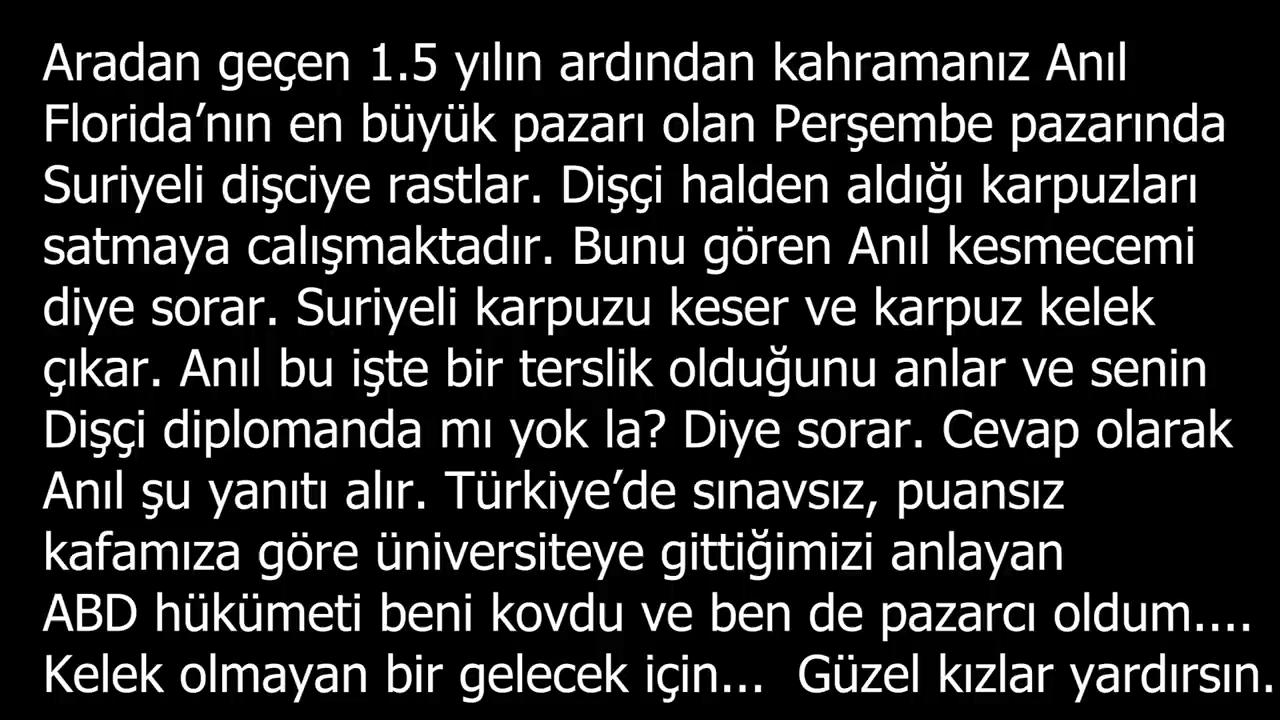 Aradan geçen 1.5 yılın ardından kahramanız Anıl
Florida’nın en büyük pazarı olan Perşembe pazarında
Suriyeli dişciye rastlar. Dişçi halden aldığı karpuzları
satmaya calışmaktadır. Bunu gören Anıl kesmecemi
diye sorar. Suriyeli karpuzu keser ve karpuz kelek
çıkar. Anıl bu işte bir terslik olduğunu anlar ve senin
Dişçi diplomanda mı yok la? Diye sorar. Cevap olarak
Anıl şu yanıtı alır. Türkiye’de sınavsız, puansız
kafamıza göre üniversiteye gittiğimizi anlayan
ABD hükümeti beni kovdu ve ben de pazarcı oldum....
Kelek olmayan bir gelecek için... Güzel kızlar yardırsın.